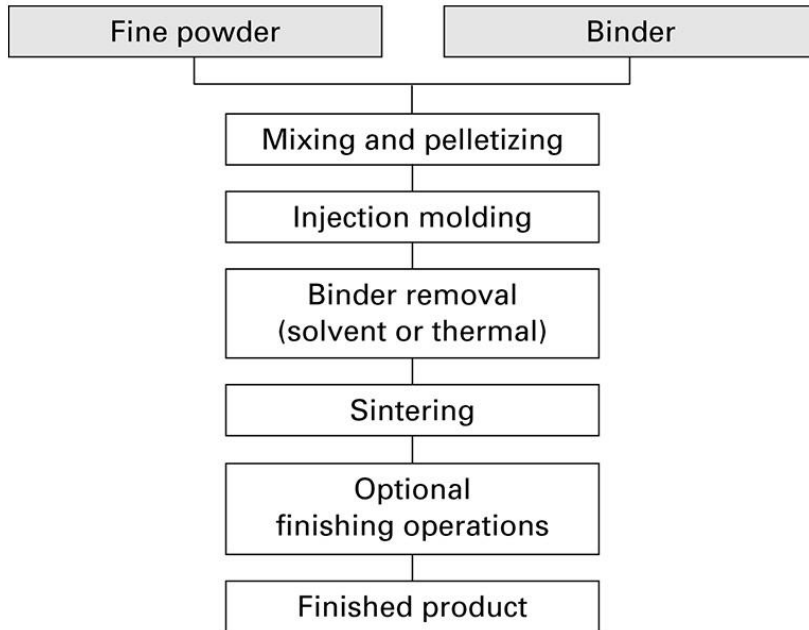 Fine powder
Binder
Mixing and pelletizing
Injection molding
Binder removal
(solvent or thermal)
Sintering
Optional
finishing operations
Finished product